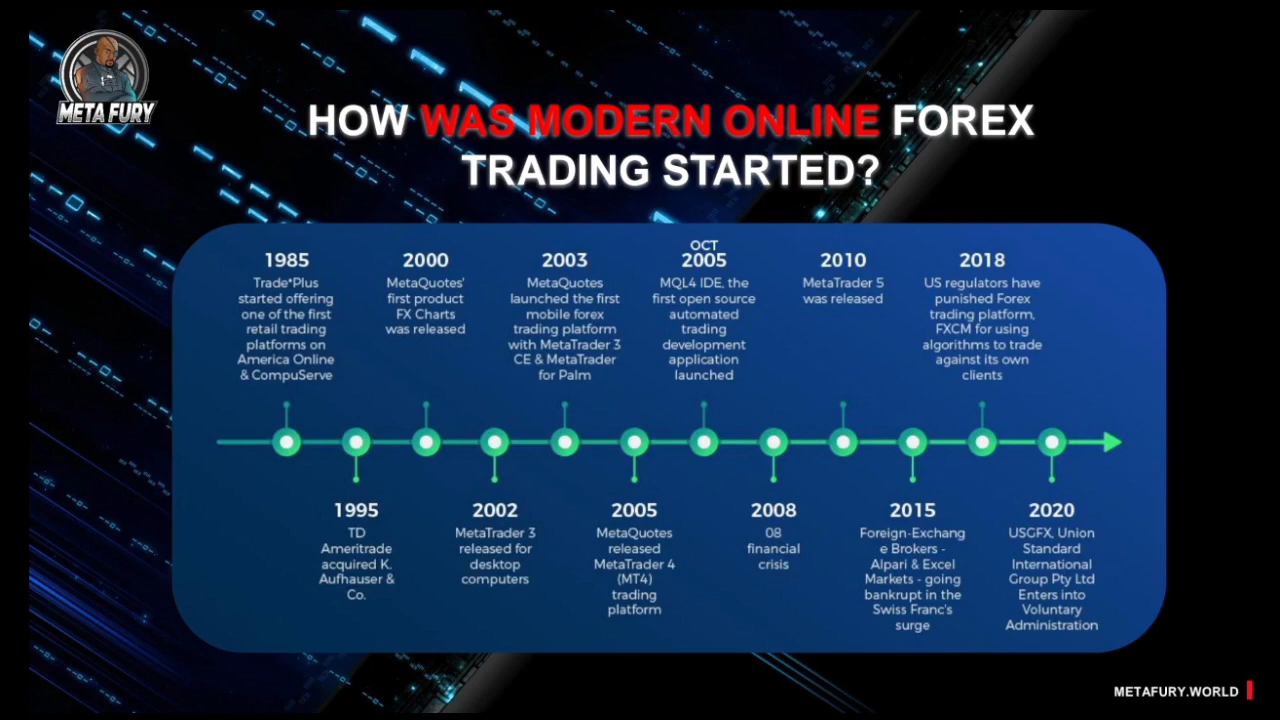 META FURY
HOW WAS MODERN ONLINE FOREX
TRADING STARTED?
1985
Trade*Plus
started offering
one of the first
retail trading
platforms on
America Online
& CompuServe
2000
MetaQuotes'
first product
FX Charts
was released
2003
MetaQuotes
launched the first
mobile forex
trading platform
with MetaTrader 3
CE & MetaTrader
for Palm
OCT
2005
MQL4 IDE, the
first open source
automated
trading
development
application
launched
2010
MetaTrader 5
was released
2018
US regulators have
punished Forex
trading platform,
FXCM for using
algorithms to trade
against its own
clients
1995
TD
Ameritrade
acquired K.
Aufhauser &
Co.
2002
MetaTrader 3
released for
desktop
computers
2005
MetaQuotes
released
MetaTrader 4
(MT4)
trading
platform
2008
08
financial
crisis
2015
Foreign-Exchang
e Brokers -
Alpari & Excel
Markets - going
bankrupt in the
Swiss Franc's
surge
2020
USGFX, Union
Standard
International
Group Pty Ltd
Enters into
Voluntary
Administration
METAFURY.WORLD